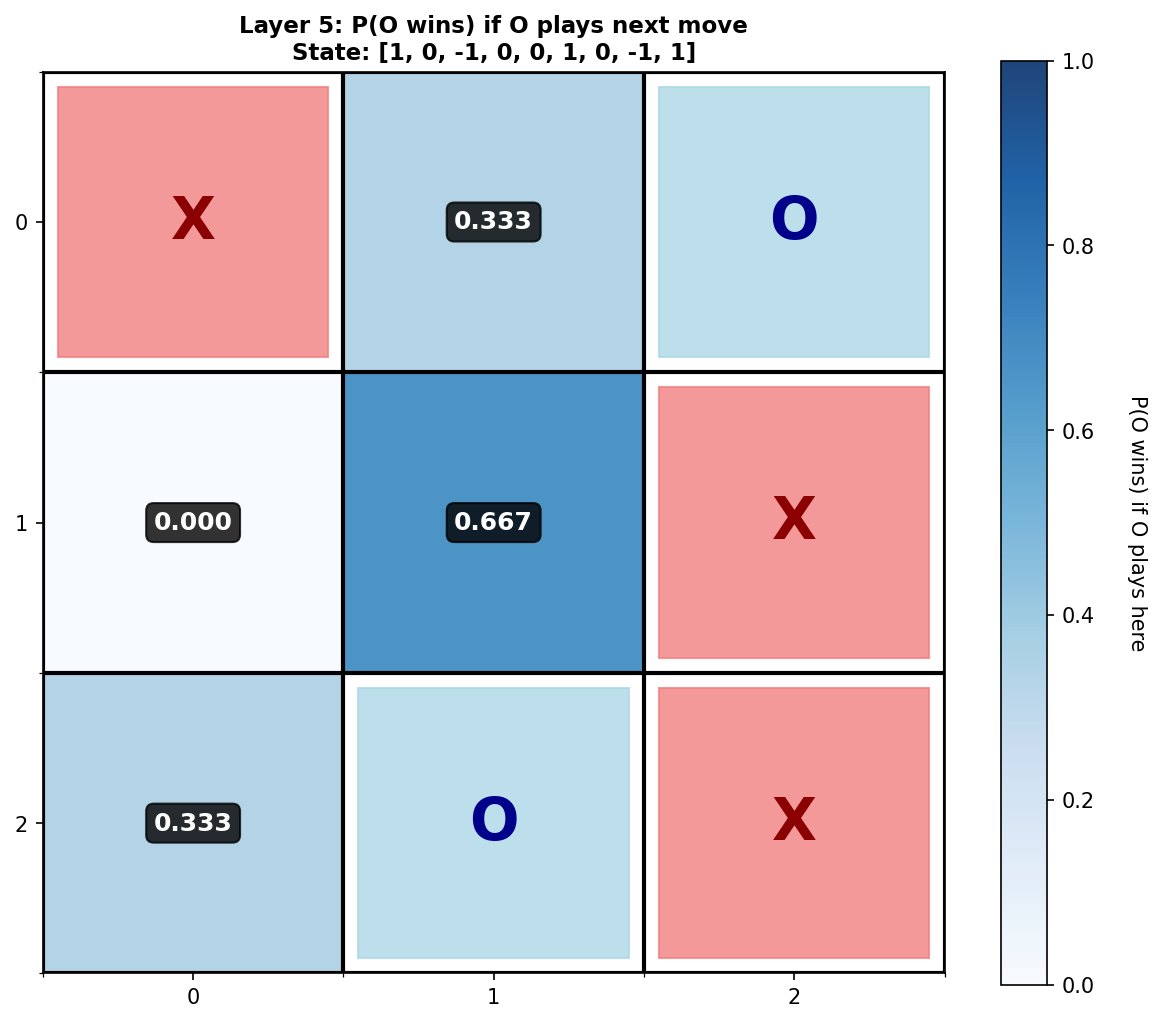 Layer 5: P(O wins) if O plays next move
State: [1, 0, -1, 0, 0, 1, 0, -1, 1]
X
0.333
O
0.000
0.667
X
0.333
O
X
0
1
2
0
1
2
1.0
0.8
0.6
0.4
0.2
0.0
P(O wins) if O plays here